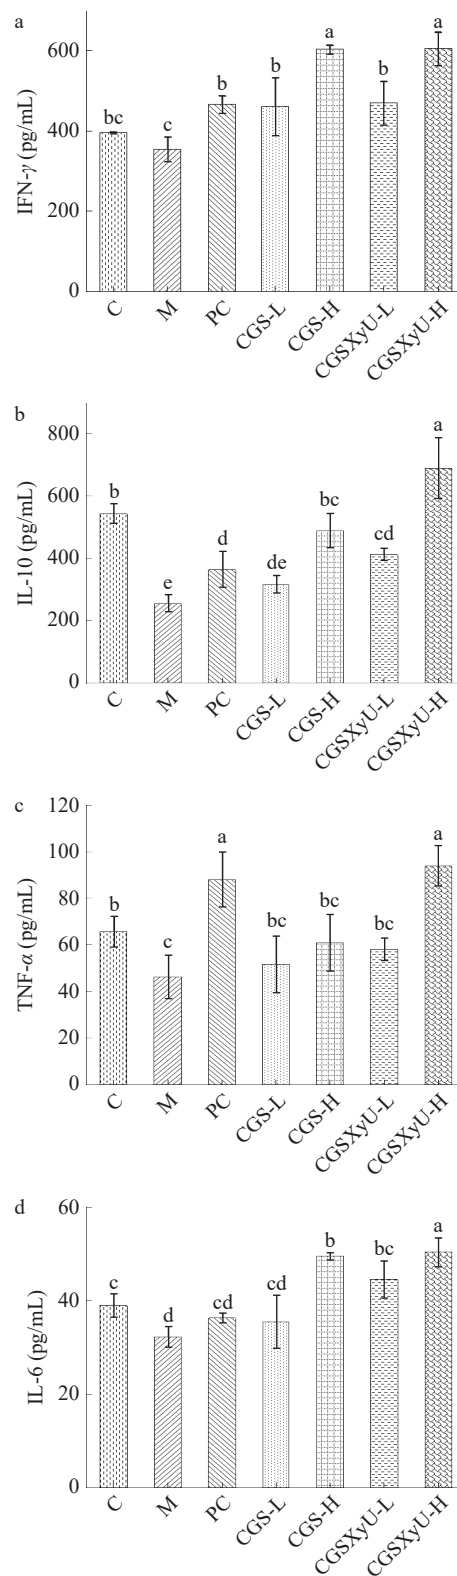 a
IFN-γ (pg/mL)
600
400
200
0
bc
c
b
b
a
b
a
C
M
PC
CGS-L
CGS-H
CGSXyU-L
CGSXyU-H
b
IL-10 (pg/mL)
800
600
400
200
0
b
e
d
de
bc
cd
a
C
M
PC
CGS-L
CGS-H
CGSXyU-L
CGSXyU-H
c
TNF-α (pg/mL)
120
100
80
60
40
20
0
b
c
a
bc
bc
bc
a
C
M
PC
CGS-L
CGS-H
CGSXyU-L
CGSXyU-H
d
IL-6 (pg/mL)
60
40
20
0
c
d
cd
cd
b
bc
a
C
M
PC
CGS-L
CGS-H
CGSXyU-L
CGSXyU-H